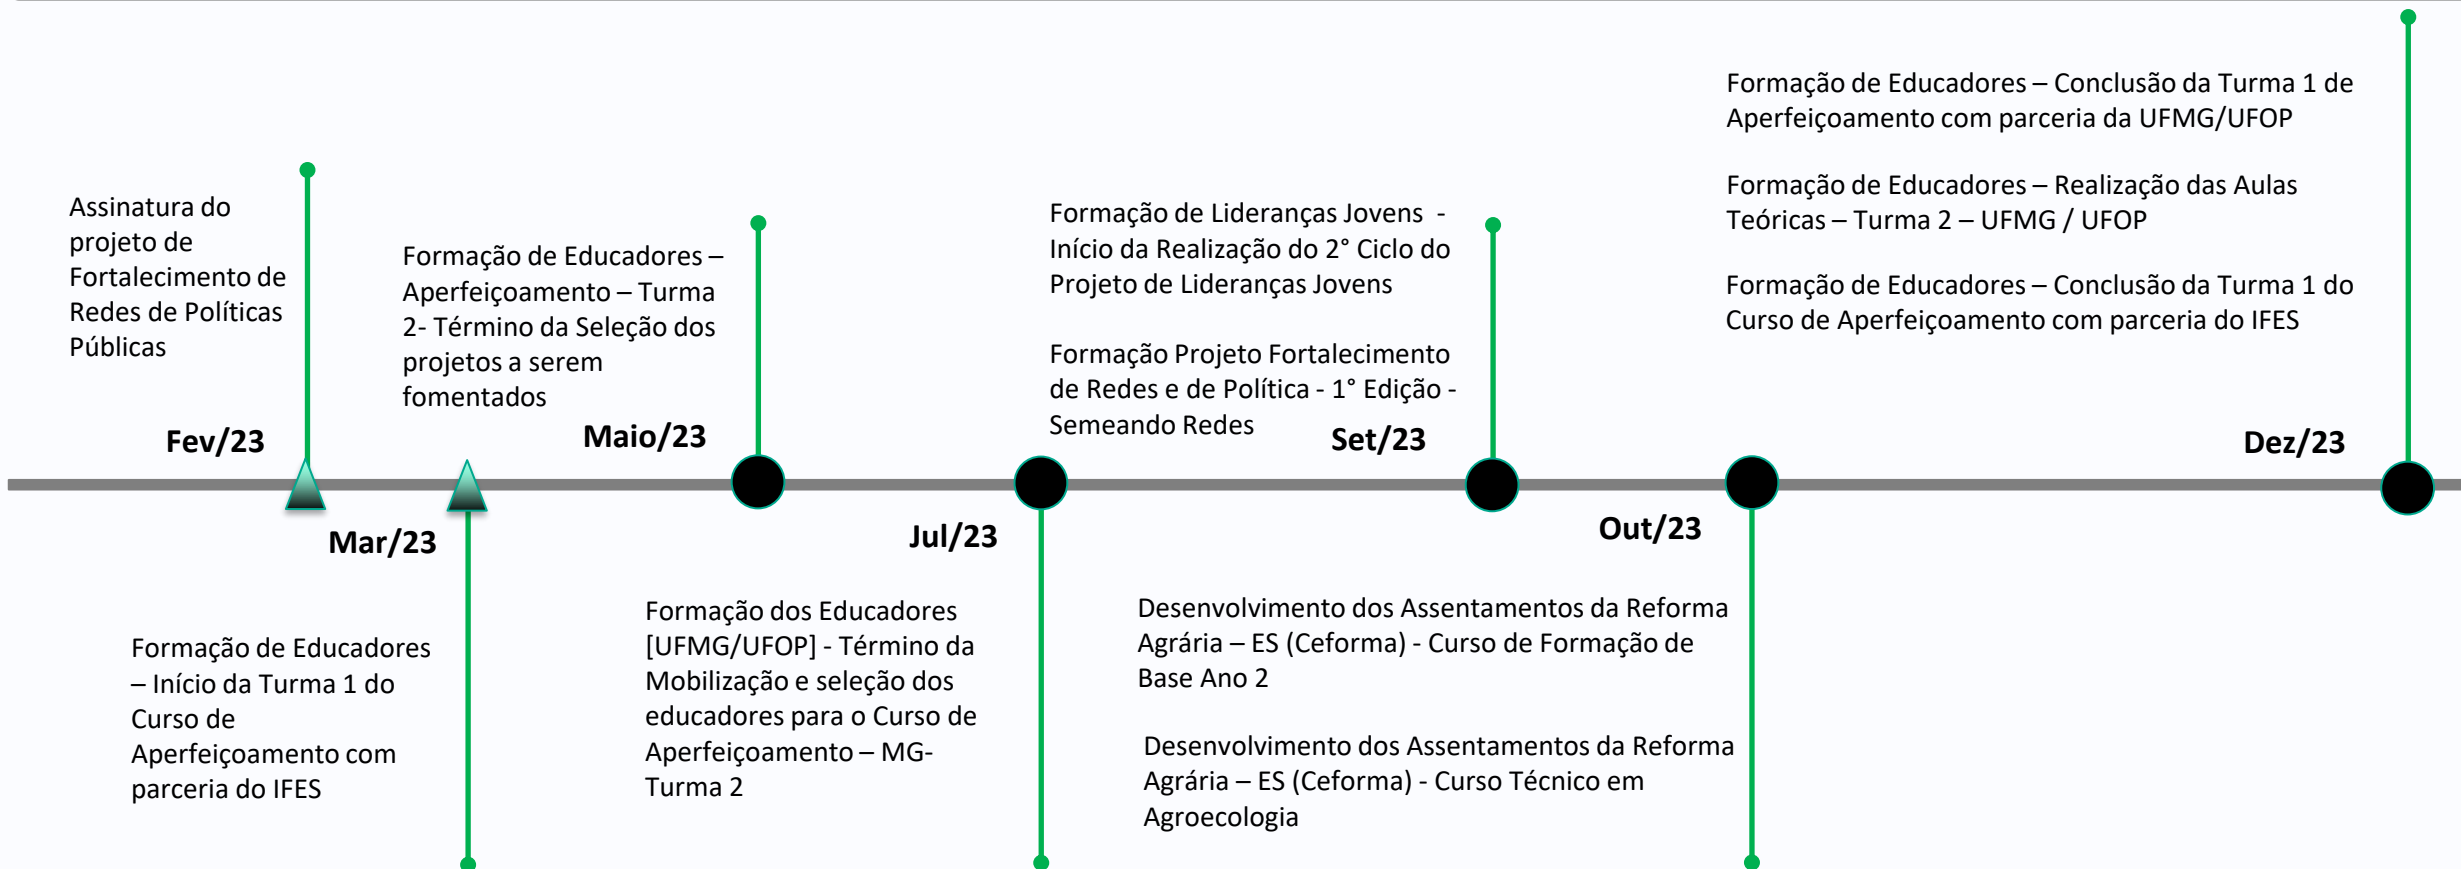 Assinatura do
projeto de
Fortalecimento de
Redes de Políticas
Públicas
Fev/23
Formação de Educadores
– Início da Turma 1 do
Curso de
Aperfeiçoamento com
parceria do IFES
Mar/23
Formação de Educadores –
Aperfeiçoamento – Turma
2- Término da Seleção dos
projetos a serem
fomentados
Maio/23
Formação dos Educadores
[UFMG/UFOP] - Término da
Mobilização e seleção dos
educadores para o Curso de
Aperfeiçoamento – MG-
Turma 2
Jul/23
Formação de Lideranças Jovens -
Início da Realização do 2° Ciclo do
Projeto de Lideranças Jovens
Formação Projeto Fortalecimento
de Redes e de Política - 1° Edição -
Semeando Redes
Set/23
Desenvolvimento dos Assentamentos da Reforma
Agrária – ES (Ceforma) - Curso de Formação de
Base Ano 2
Desenvolvimento dos Assentamentos da Reforma
Agrária – ES (Ceforma) - Curso Técnico em
Agroecologia
Out/23
Formação de Educadores – Conclusão da Turma 1 de
Aperfeiçoamento com parceria da UFMG/UFOP
Formação de Educadores – Realização das Aulas
Teóricas – Turma 2 – UFMG / UFOP
Formação de Educadores – Conclusão da Turma 1 do
Curso de Aperfeiçoamento com parceria do IFES
Dez/23